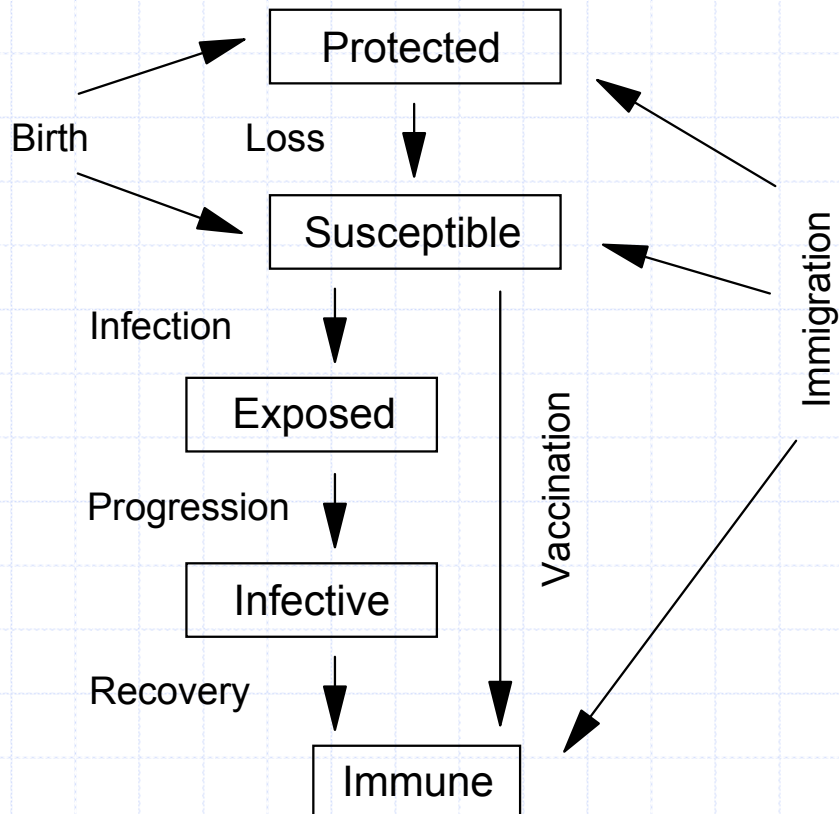 Protected
Birth
Loss
Susceptible
Immigration
Infection
Exposed
Vaccination
Progression
Infective
Recovery
Immune